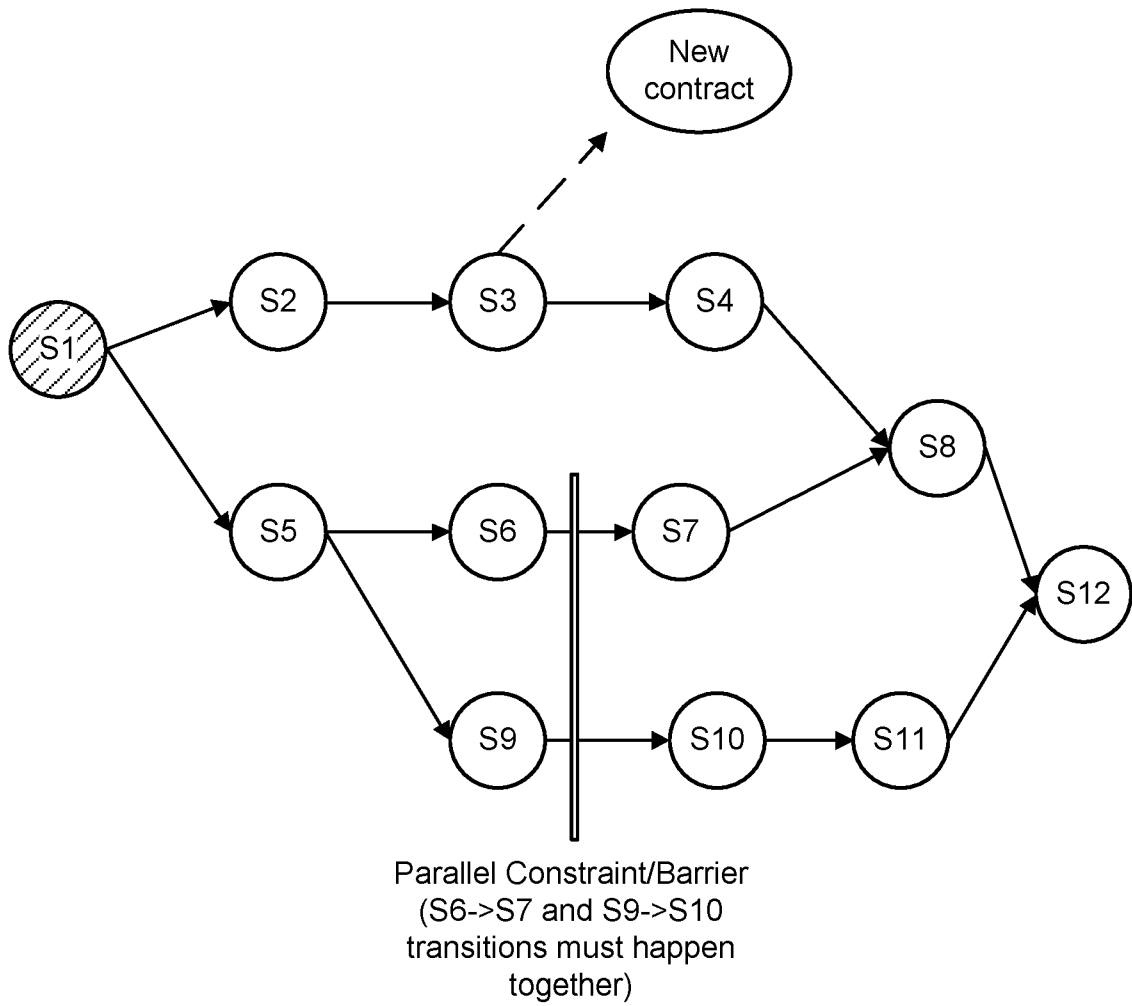 New
contract
S2
S3
S4
S1
S8
S5
S6
S7
S12
S9
S10
S11
Parallel Constraint/Barrier
(S6->S7 and S9->S10
transitions must happen
together)